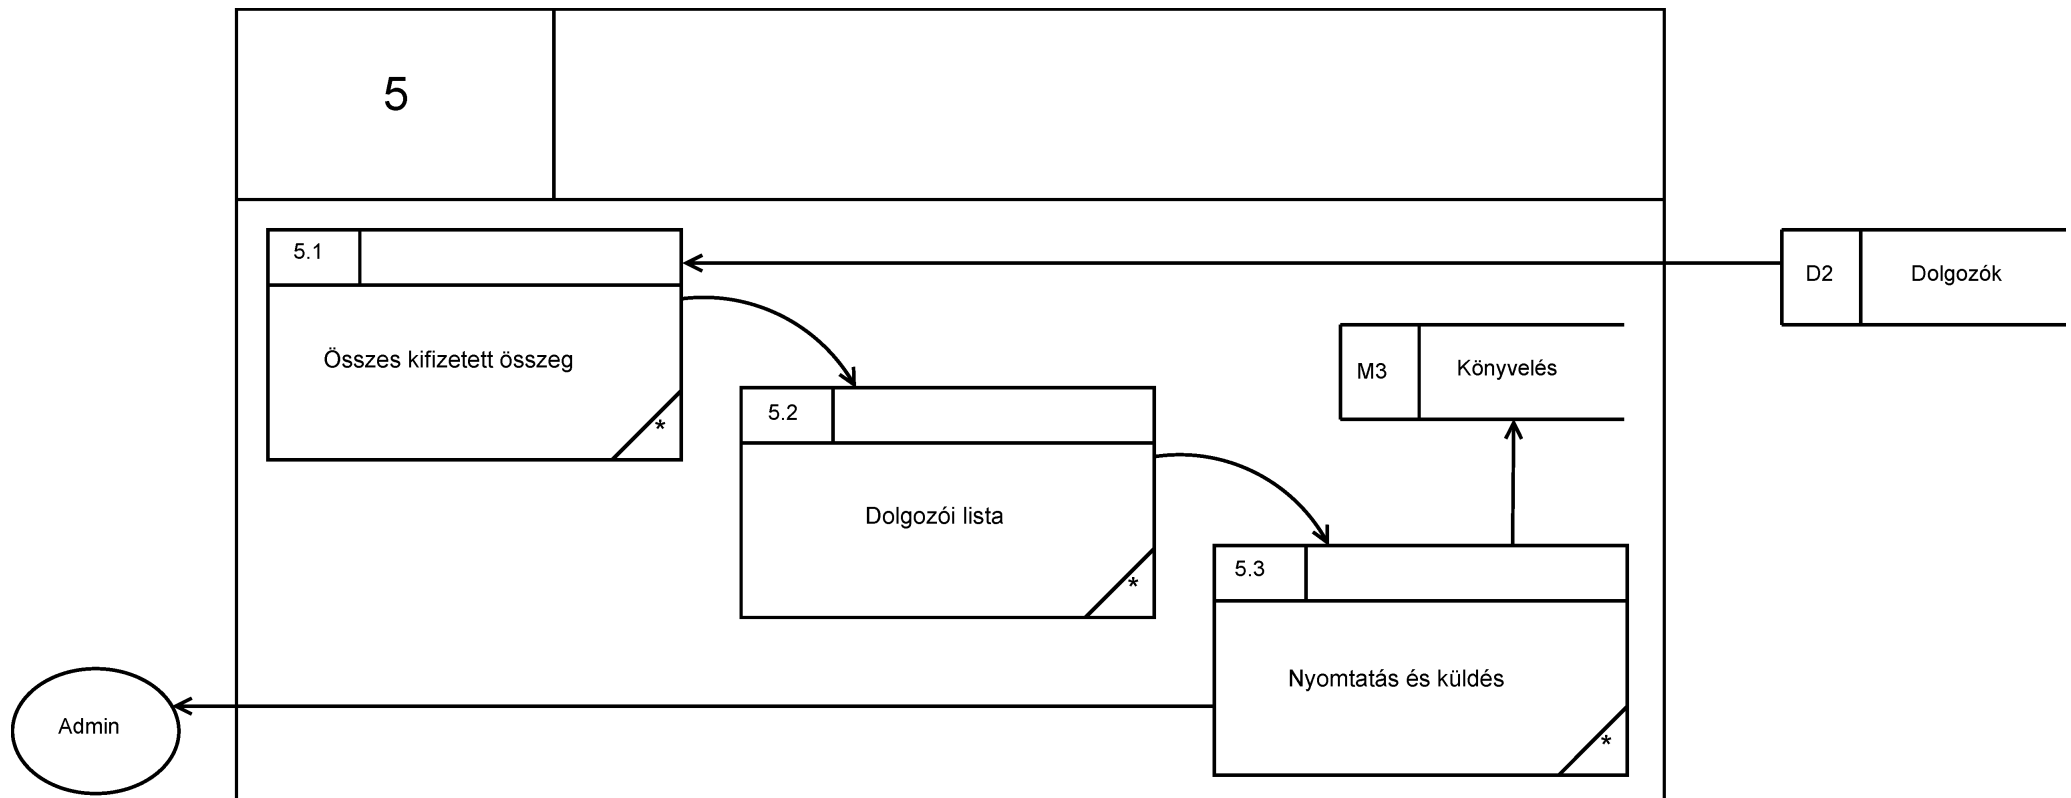 5
5.1
Összes kifizetett összeg
*
D2
Dolgozók
M3
Könyvelés
5.2
Dolgozói lista
*
5.3
Nyomtatás és küldés
*
Admin